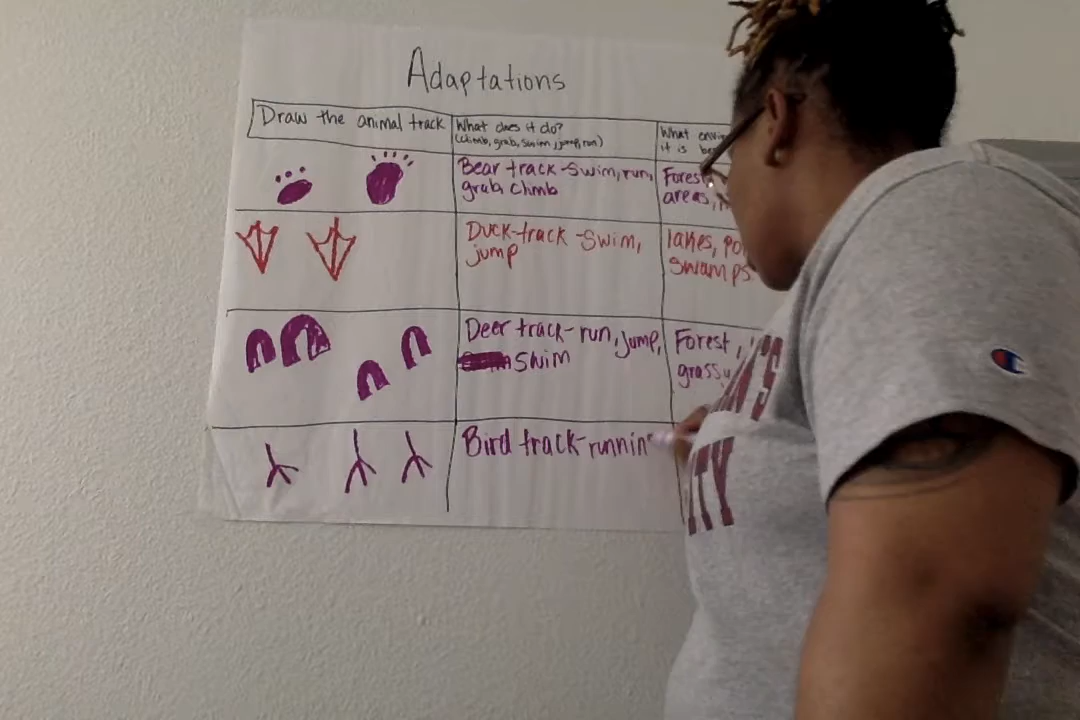 Adaptations
Draw the animal track
What does it do?
(climb, grab, swim, jump, run)
What
it is
Bear track-Swim, run,
grab, climb
Forest
areas,
Duck-track-Swim,
jump
lakes,
swamps
Deer track-run, jump,
Swim
Forest,
grassy
Bird track-runnin